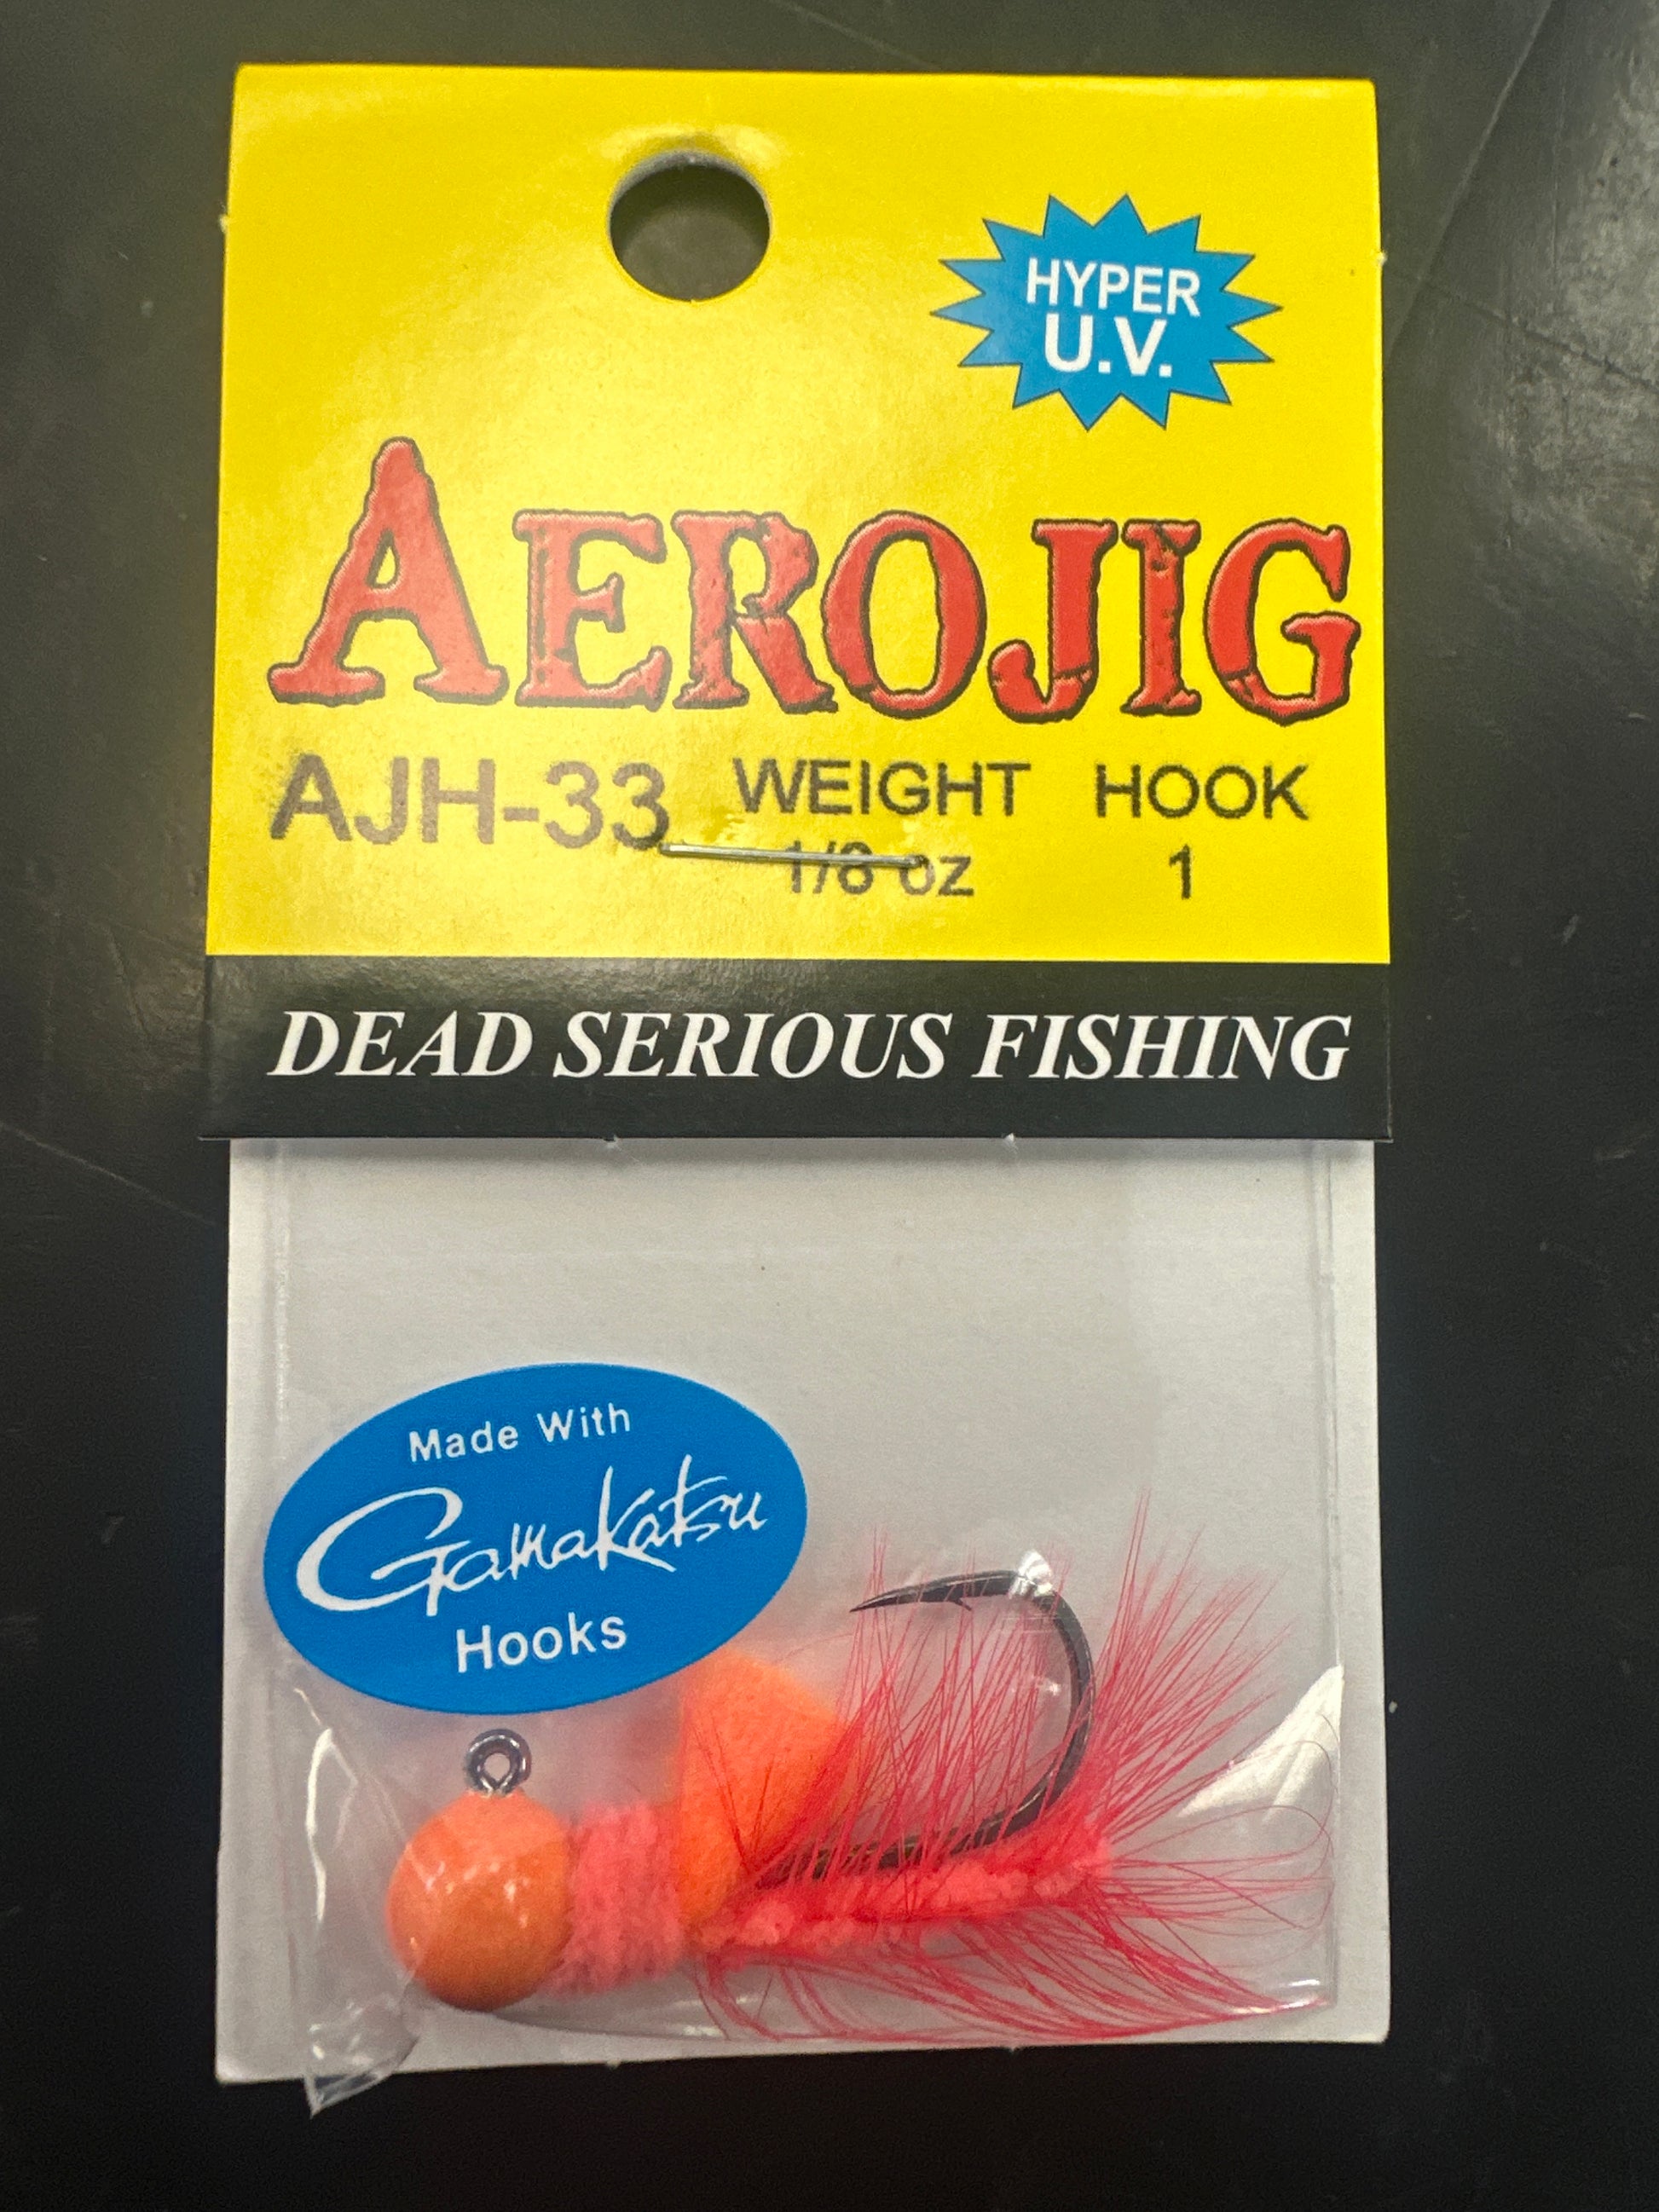 HYPER
U.V.
AEROJIG
AJH-33 WEIGHT HOOK
1/8 oz 1
DEAD SERIOUS FISHING
Made With
Gamakatsu
Hooks